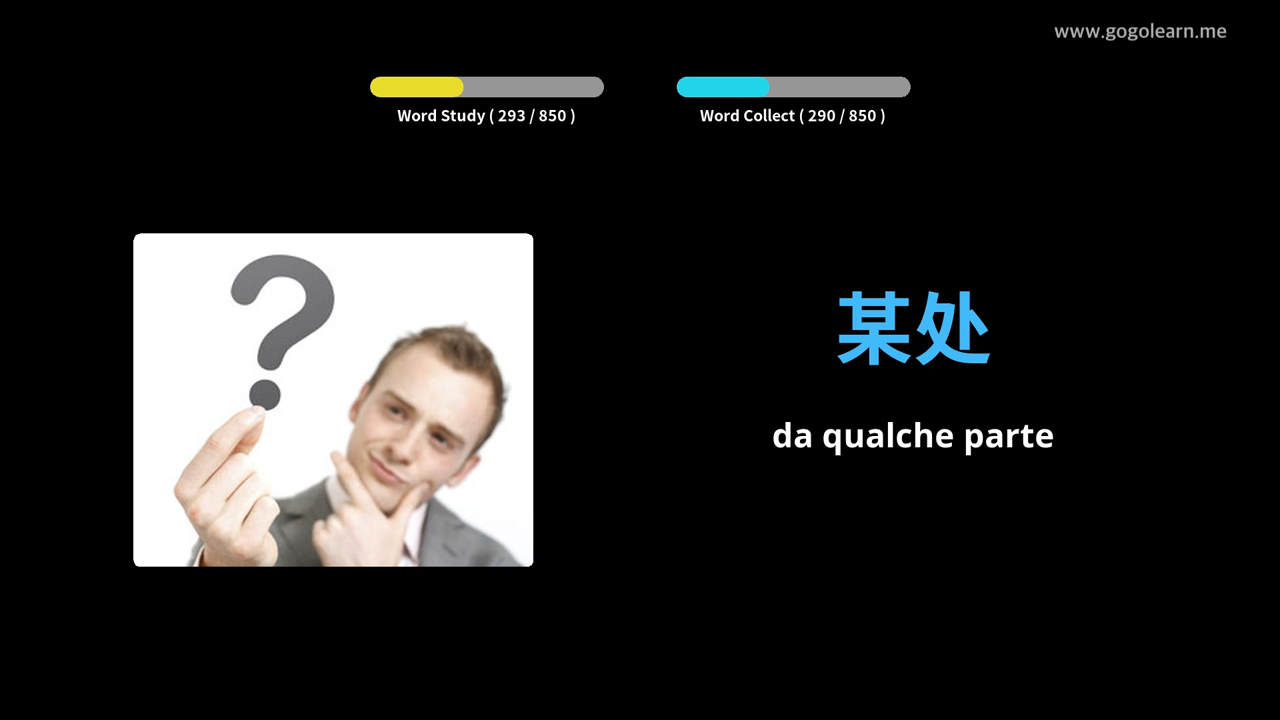 www.gogolearn.me
Word Study ( 293 / 850 )
Word Collect ( 290 / 850 )
某处
da qualche parte